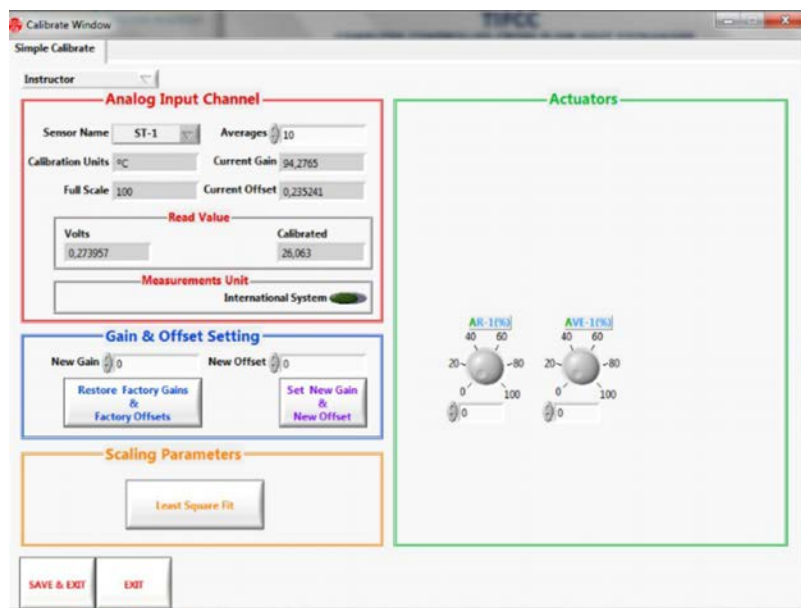 Calibrate Window
TIFCC
Simple Calibrate
Instructor
Analog Input Channel
Sensor Name ST-1 Averages 10
Calibration Units ºC Current Gain 94,2765
Full Scale 100 Current Offset 0,235241
Read Value
Volts Calibrated
0,273957 26,063
Measurements Unit
International System
Gain & Offset Setting
New Gain 0 New Offset 0
Restore Factory Gains
&
Factory Offsets
Set New Gain
&
New Offset
Scaling Parameters
Least Square Fit
SAVE & EXIT EXIT
Actuators
AR-1(%) AVE-1(%)
40 60 40 60
20 80 20 80
0 100 0 100
0 0